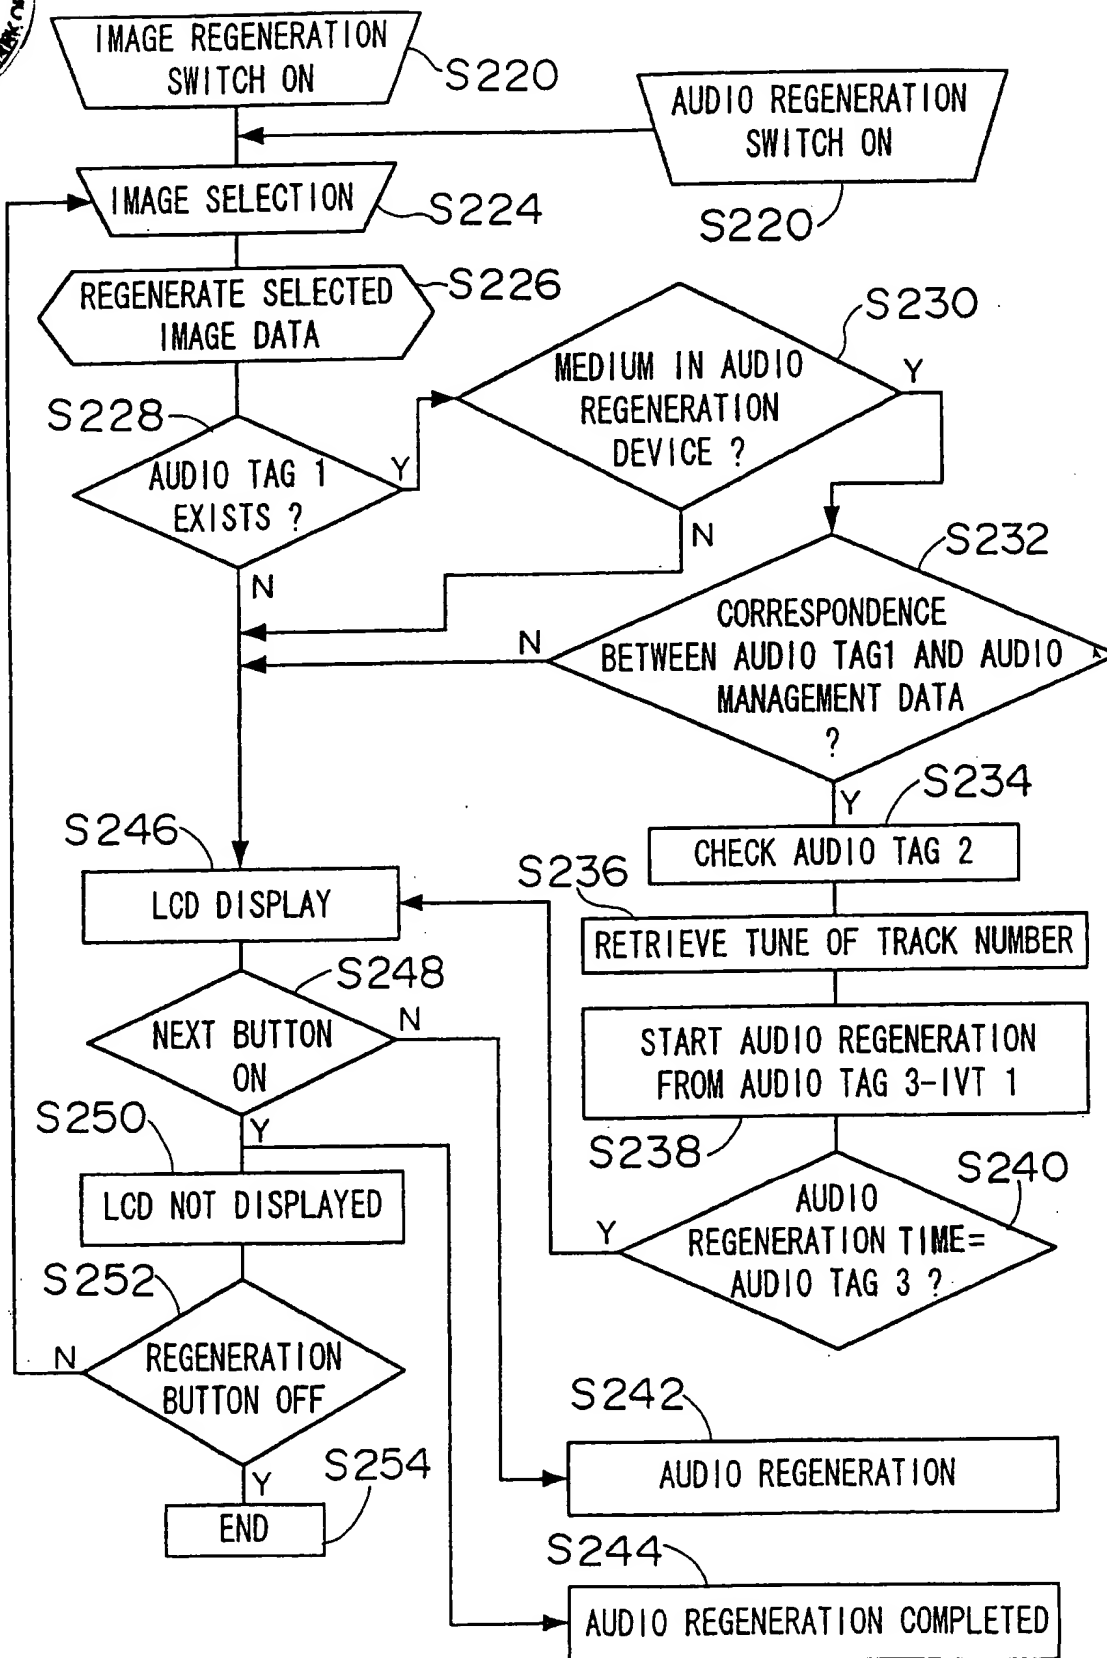 IMAGE REGENERATION
SWITCH ON
S220
AUDIO REGENERATION
SWITCH ON
S220
IMAGE SELECTION
S224
REGENERATE SELECTED
IMAGE DATA
S226
S228
AUDIO TAG 1
EXISTS ?
Y
N
S230
MEDIUM IN AUDIO
REGENERATION
DEVICE ?
Y
N
S232
CORRESPONDENCE
BETWEEN AUDIO TAG1 AND AUDIO
MANAGEMENT DATA
?
N
Y
S234
CHECK AUDIO TAG 2
S236
RETRIEVE TUNE OF TRACK NUMBER
START AUDIO REGENERATION
FROM AUDIO TAG 3-IVT 1
S238
S240
AUDIO
REGENERATION TIME=
AUDIO TAG 3 ?
Y
S246
LCD DISPLAY
S248
NEXT BUTTON
ON
N
Y
S250
LCD NOT DISPLAYED
S252
REGENERATION
BUTTON OFF
N
Y
S254
END
S242
AUDIO REGENERATION
S244
AUDIO REGENERATION COMPLETED